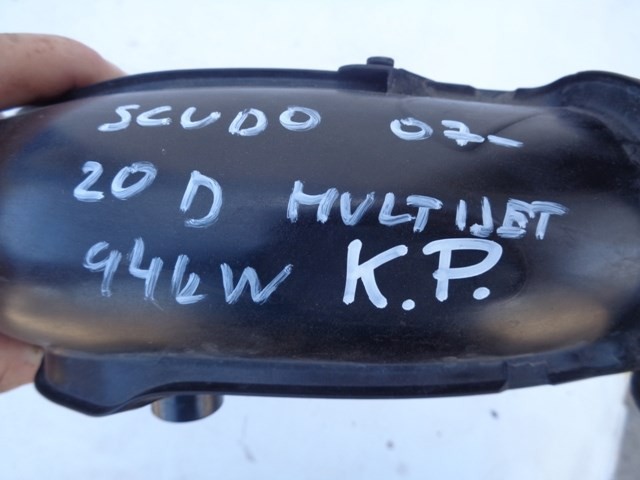 SCUDO 07-
20 D MULTIJET
94kW K.P.